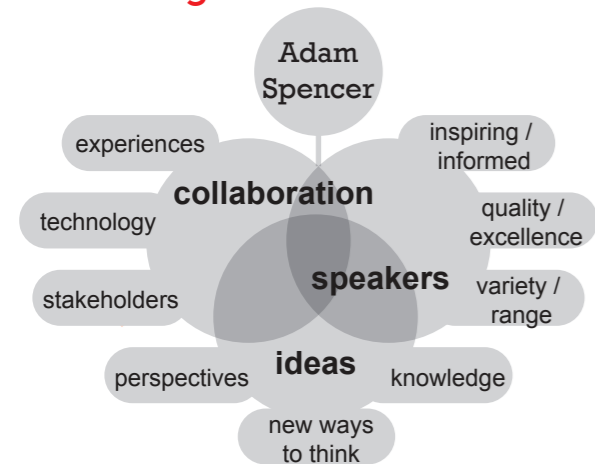 Adam
Spencer
experiences
inspiring /
informed
collaboration
technology
quality /
excellence
speakers
stakeholders
variety /
range
ideas
perspectives
knowledge
new ways
to think